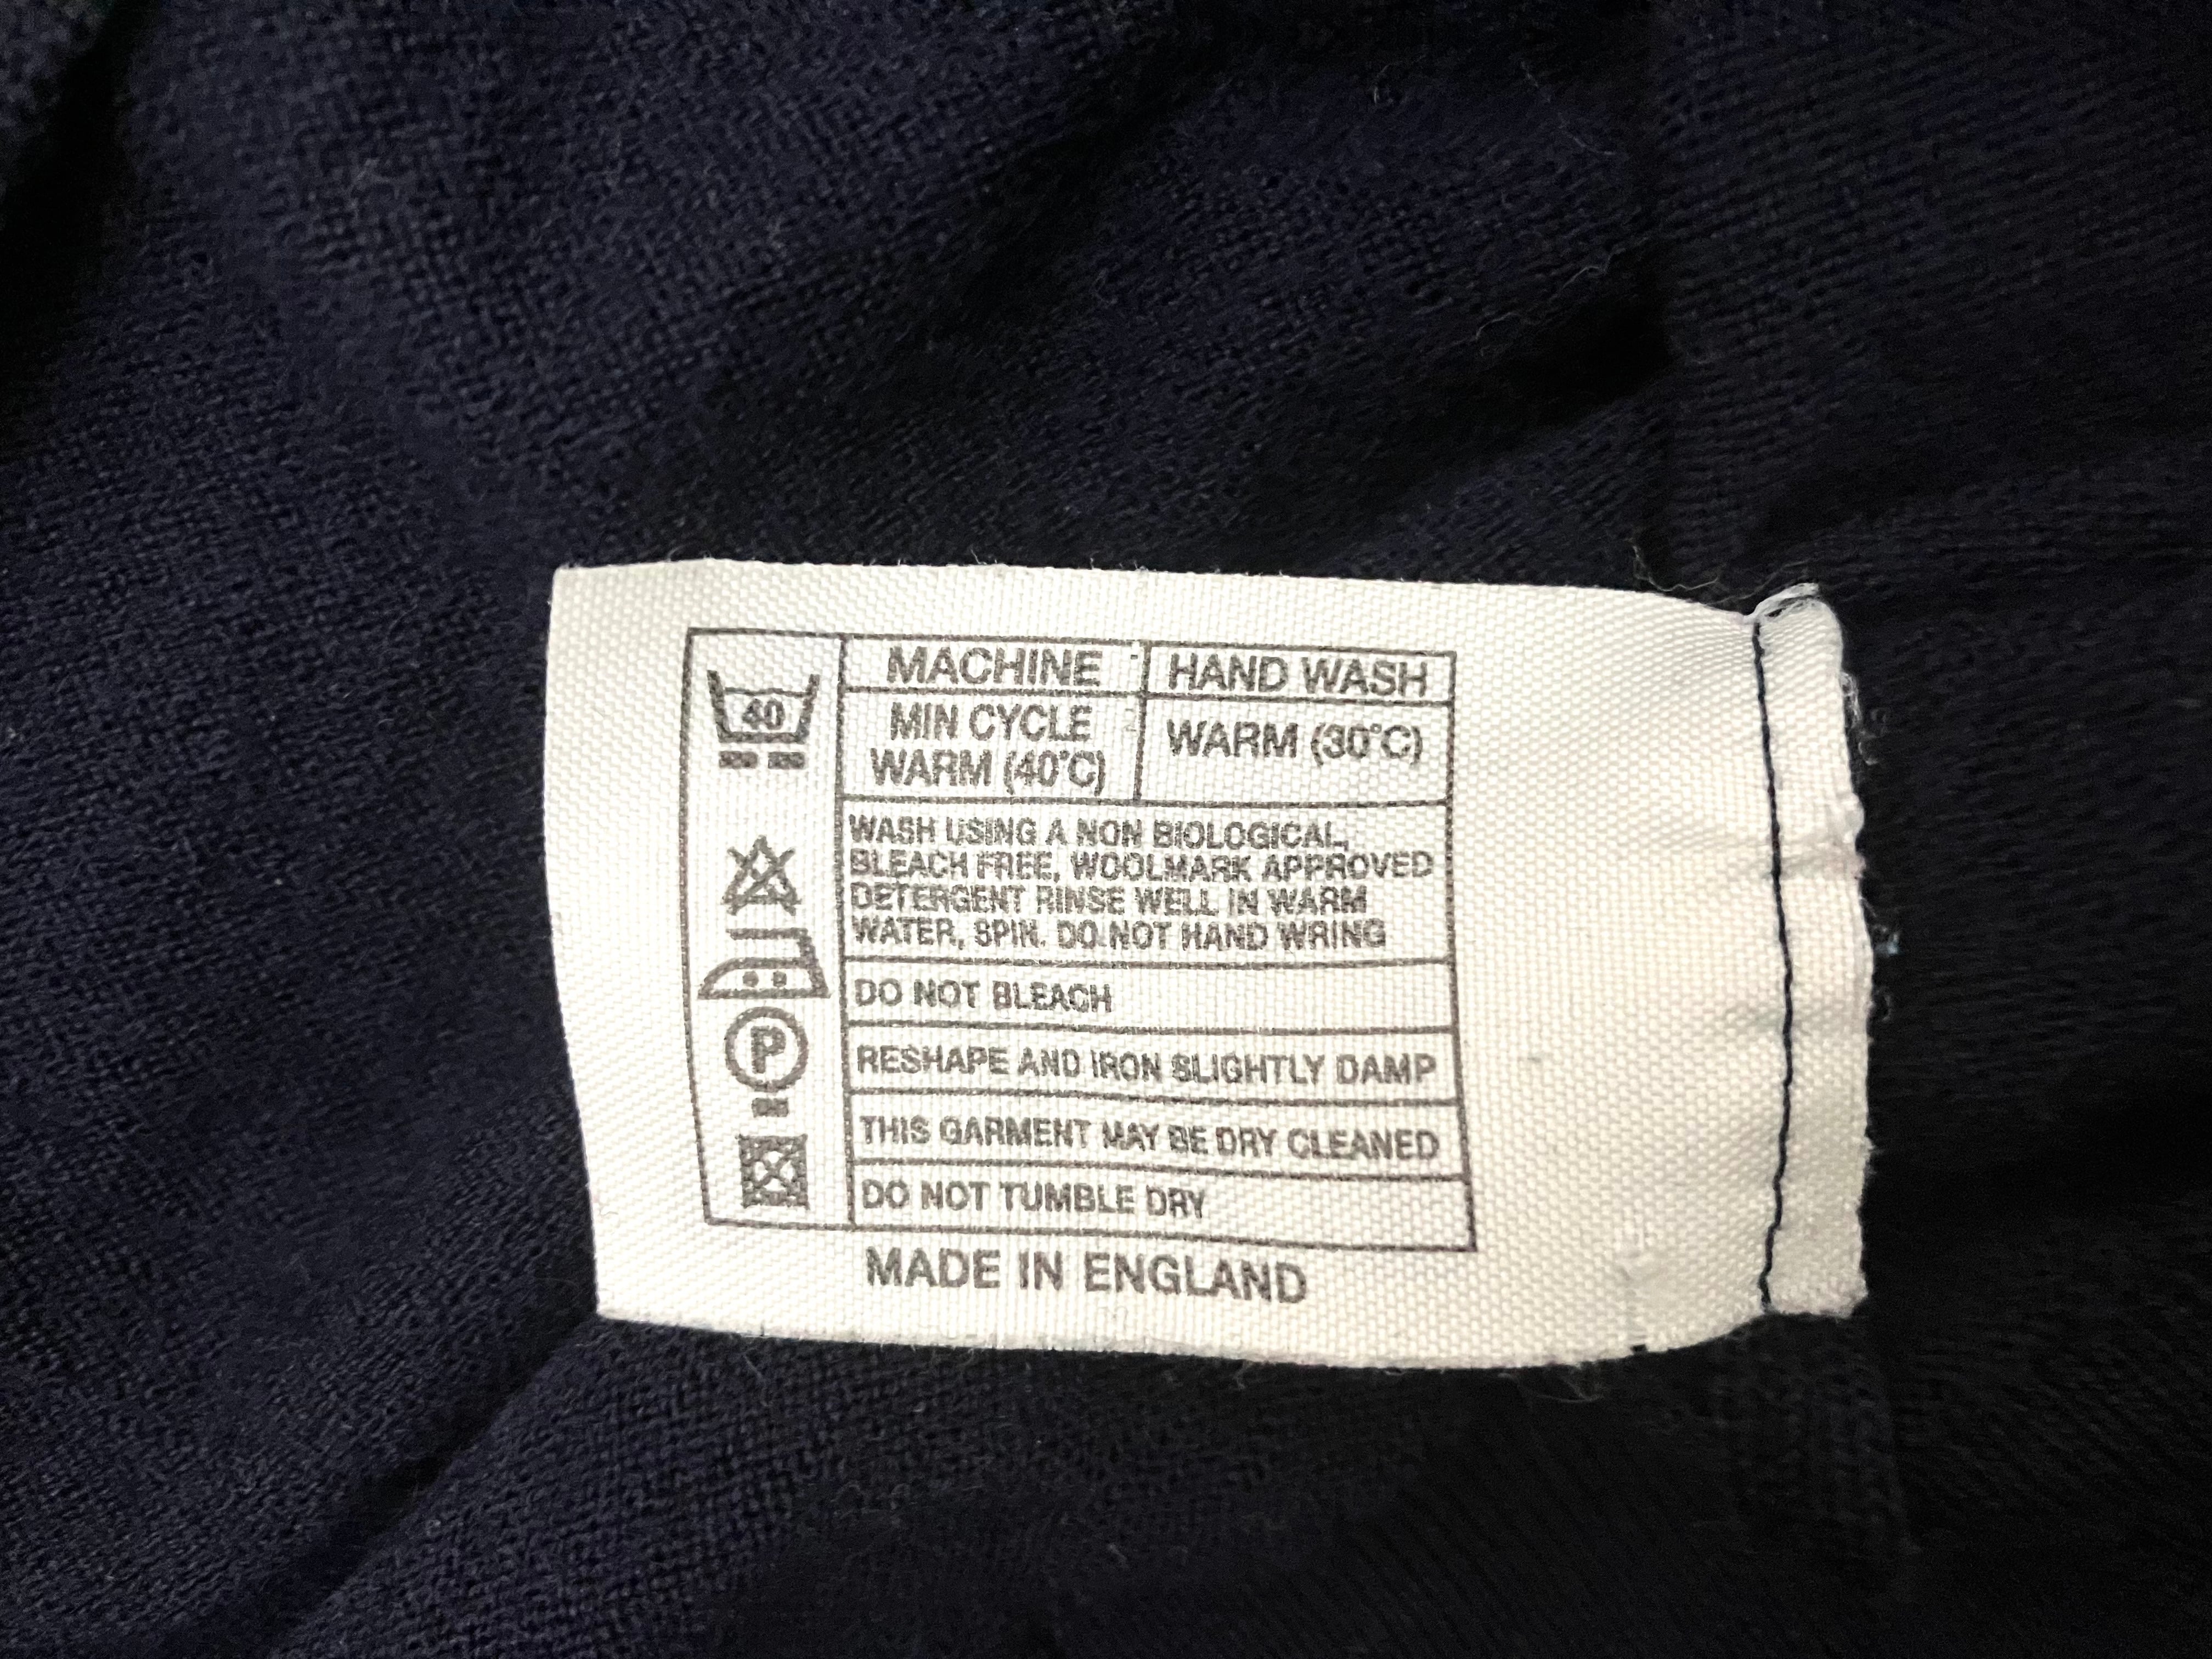 MACHINE HAND WASH
40
MIN CYCLE
WARM (40°C)
WARM (30°C)
WASH USING A NON BIOLOGICAL,
BLEACH FREE, WOOLMARK APPROVED
DETERGENT RINSE WELL IN WARM
WATER, SPIN. DO NOT HAND WRING
DO NOT BLEACH
P
RESHAPE AND IRON SLIGHTLY DAMP
THIS GARMENT MAY BE DRY CLEANED
DO NOT TUMBLE DRY
MADE IN ENGLAND